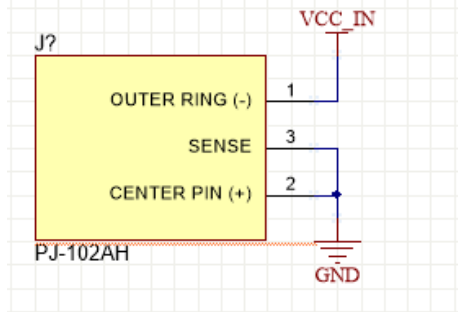 VCC_IN
J?
OUTER RING (-) 1
SENSE 3
CENTER PIN (+) 2
PJ-102AH
GND